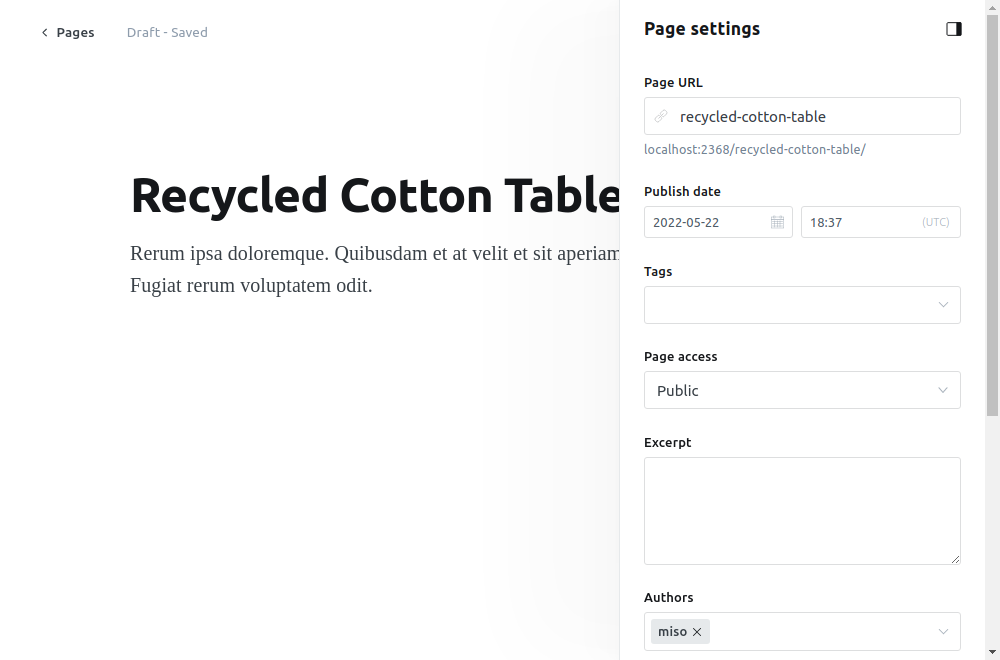 Pages
Draft - Saved
Recycled Cotton Table
Rerum ipsa doloremque. Quibusdam et at velit et sit aperiam
Fugiat rerum voluptatem odit.
Page settings
Page URL
recycled-cotton-table
localhost:2368/recycled-cotton-table/
Publish date
2022-05-22
18:37 (UTC)
Tags
Page access
Public
Excerpt
Authors
miso